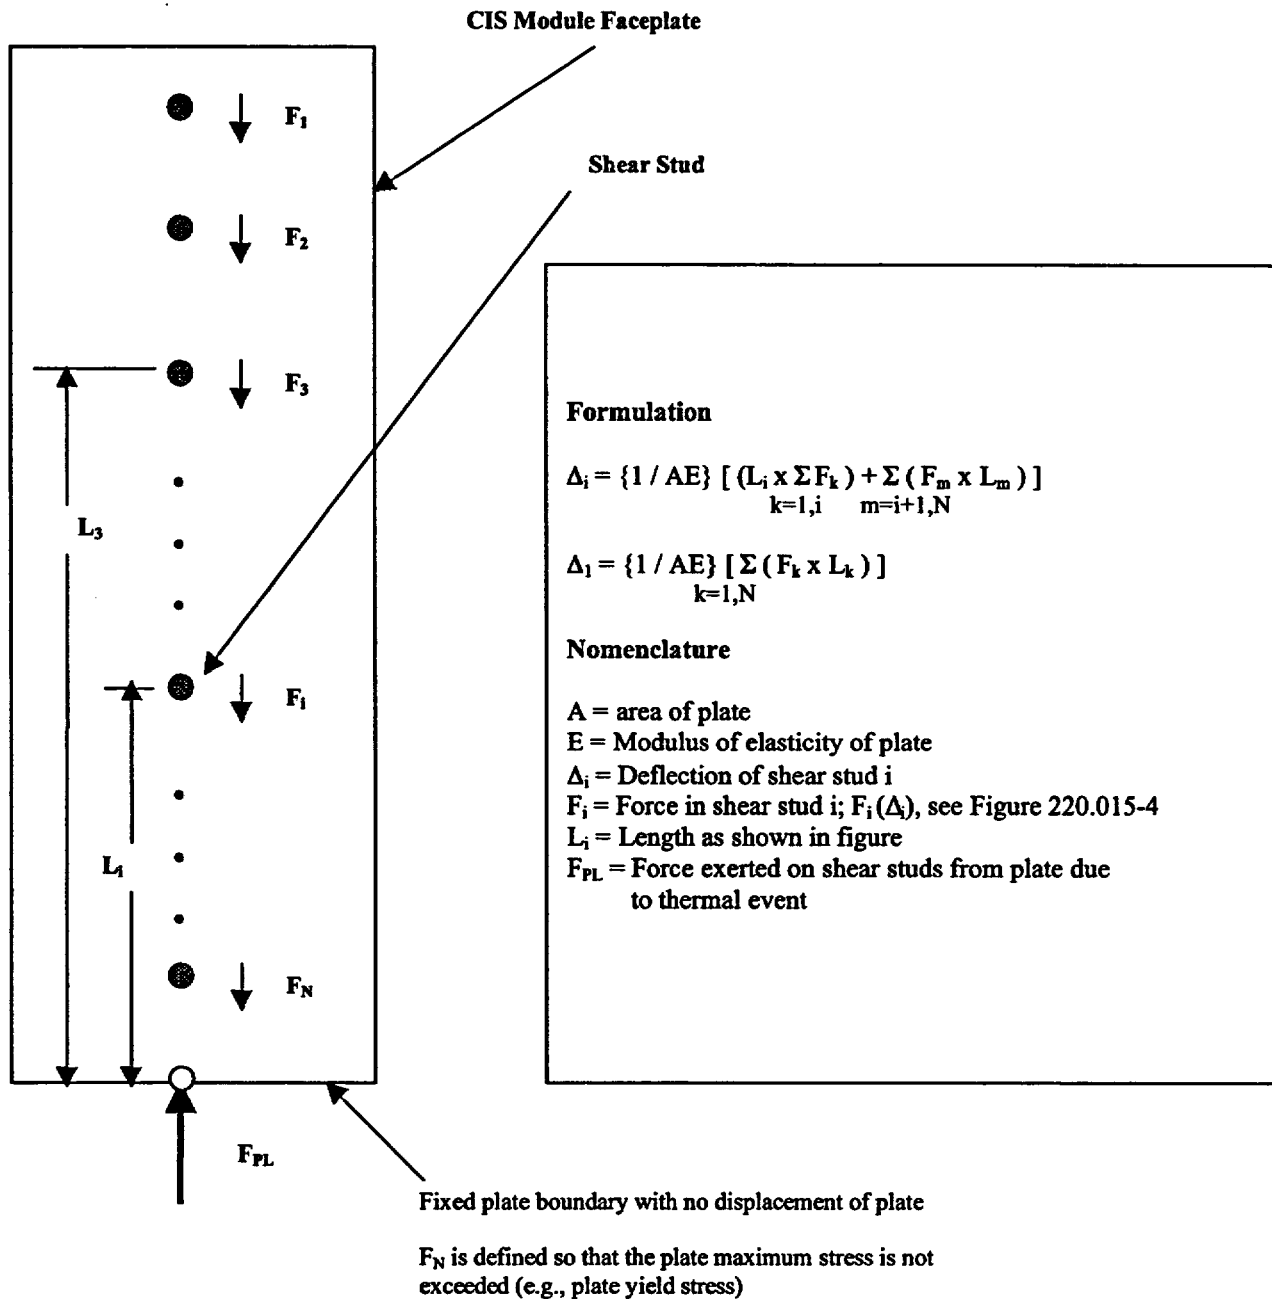 CIS Module Faceplate
F₁
Shear Stud
F₂
F₃
L₃
Fᵢ
Lᵢ
F_N
F_PL
Formulation
Δᵢ = {1 / AE} [ (Lᵢ x Σ Fₖ ) + Σ ( Fₘ x Lₘ ) ]
k=1,i m=i+1,N
Δ₁ = {1 / AE} [ Σ ( Fₖ x Lₖ ) ]
k=1,N
Nomenclature
A = area of plate
E = Modulus of elasticity of plate
Δᵢ = Deflection of shear stud i
Fᵢ = Force in shear stud i; Fᵢ (Δᵢ), see Figure 220.015-4
Lᵢ = Length as shown in figure
F_PL = Force exerted on shear studs from plate due
to thermal event
Fixed plate boundary with no displacement of plate
F_N is defined so that the plate maximum stress is not
exceeded (e.g., plate yield stress)